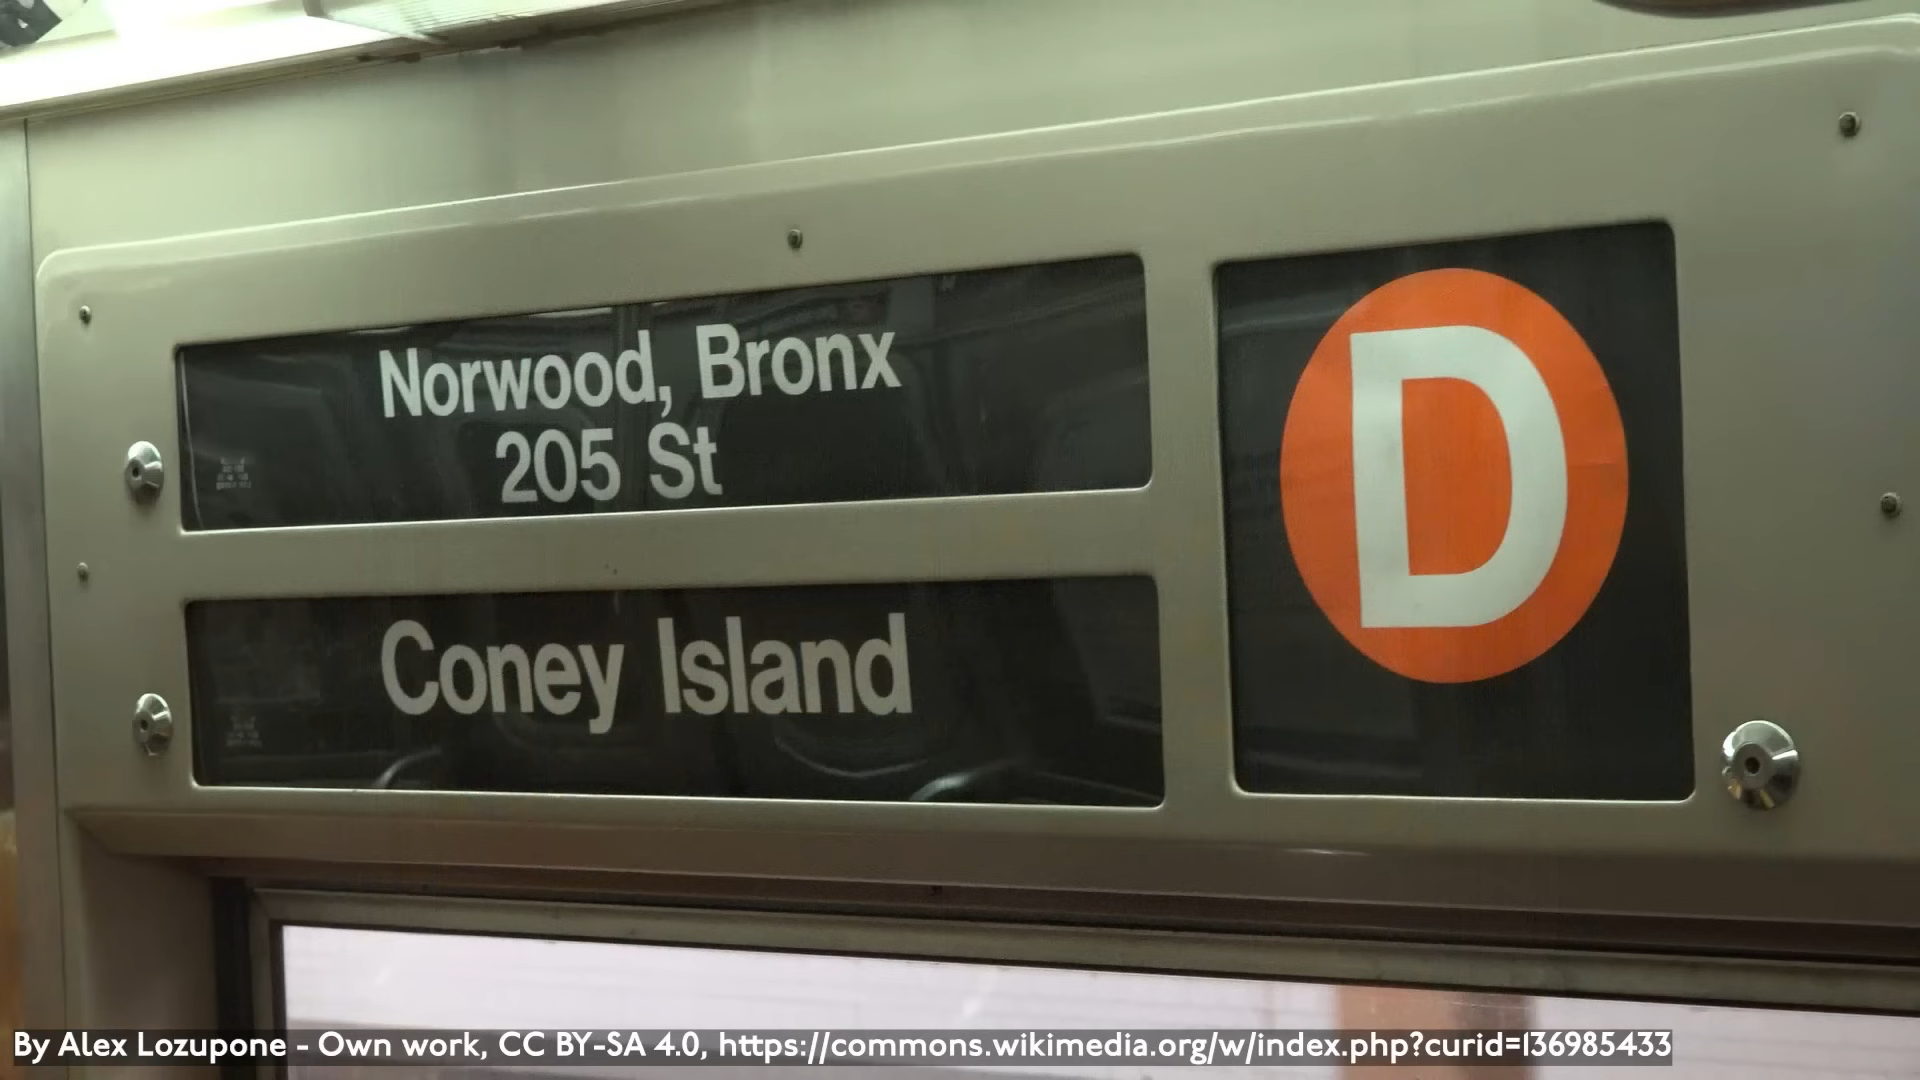 Norwood, Bronx
205 St
Coney Island
D
By Alex Lozupone - Own work, CC BY-SA 4.0, https://commons.wikimedia.org/w/index.php?curid=136985433